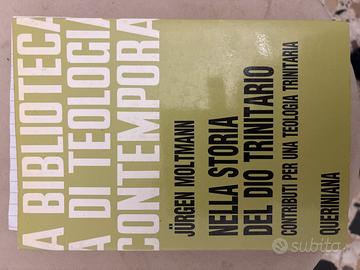 A BIBLIOTECA
A DI TEOLOGIA
CONTEMPORA
JÜRGEN MOLTMANN
NELLA STORIA
DEL DIO TRINITARIO
CONTRIBUTI PER UNA TEOLOGIA TRINITARIA
QUERINIANA
subito